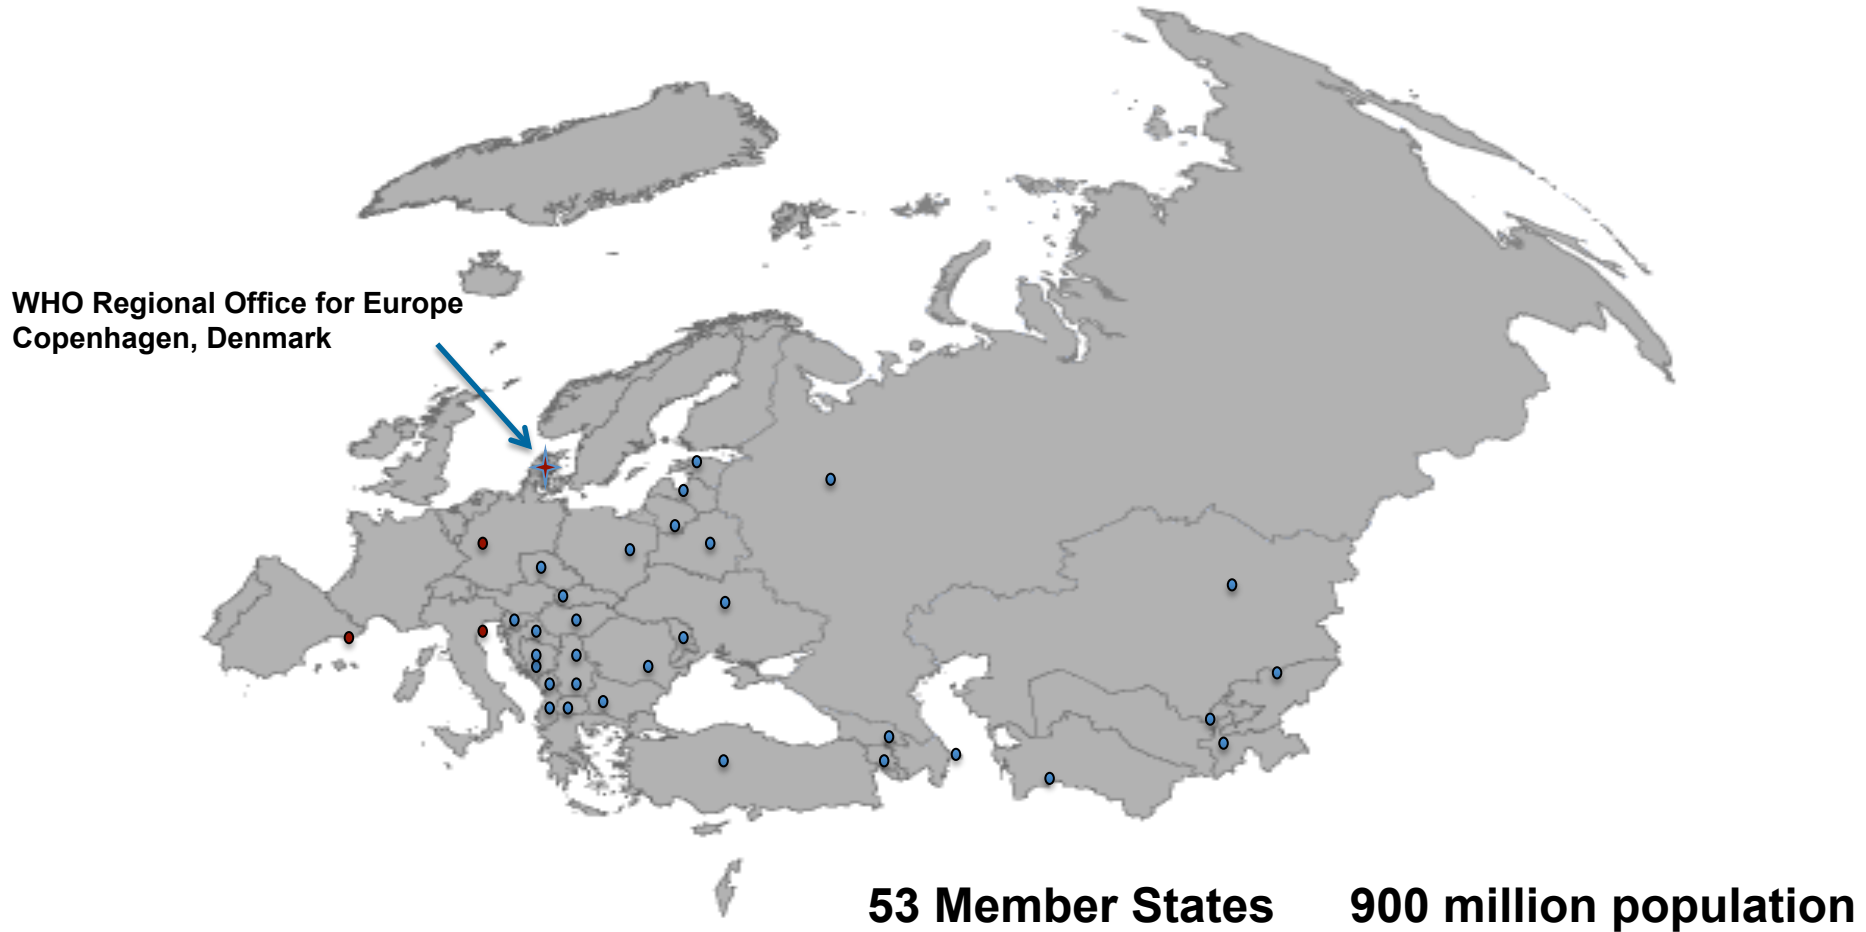 WHO Regional Office for Europe
Copenhagen, Denmark
53 Member States 900 million population